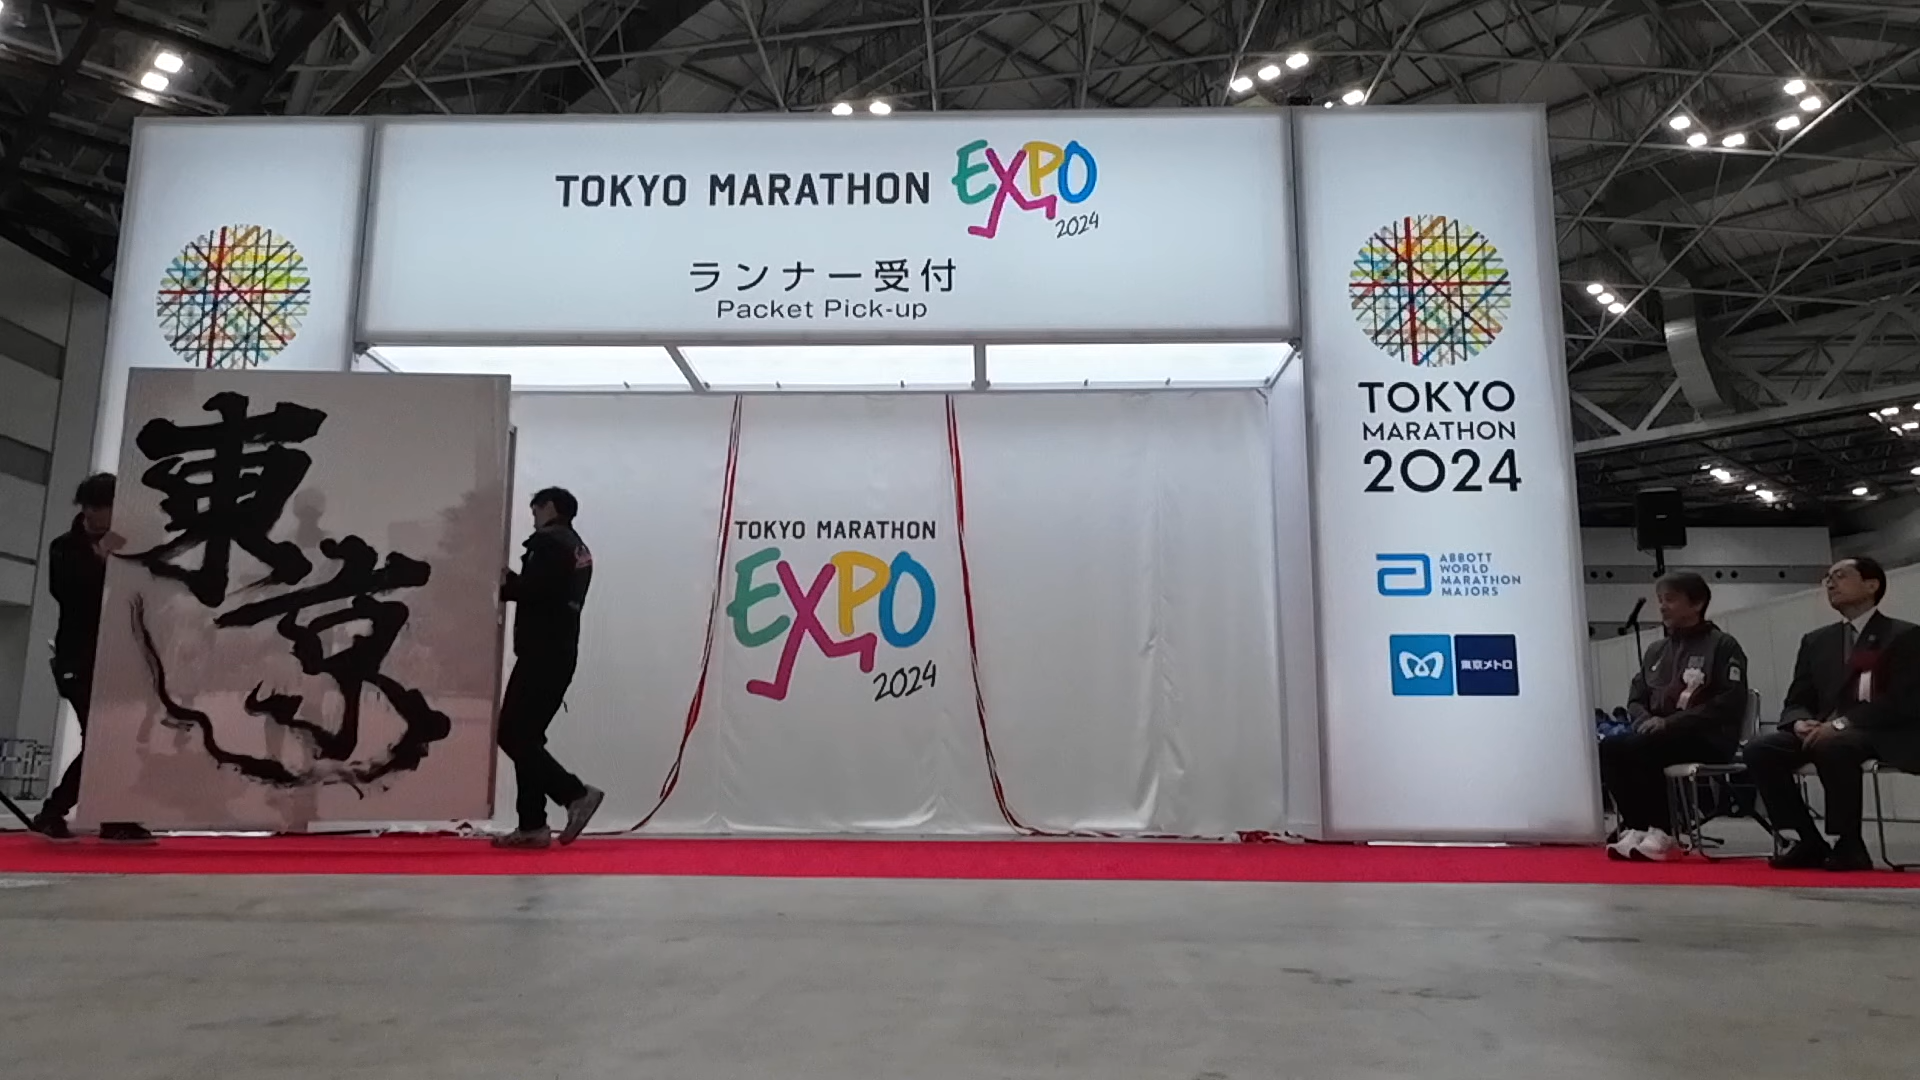 TOKYO MARATHON EXPO 2024
ランナー受付
Packet Pick-up
東京
TOKYO MARATHON
EXPO
2024
TOKYO
MARATHON
2024
ABBOTT
WORLD
MARATHON
MAJORS
東京メトロ